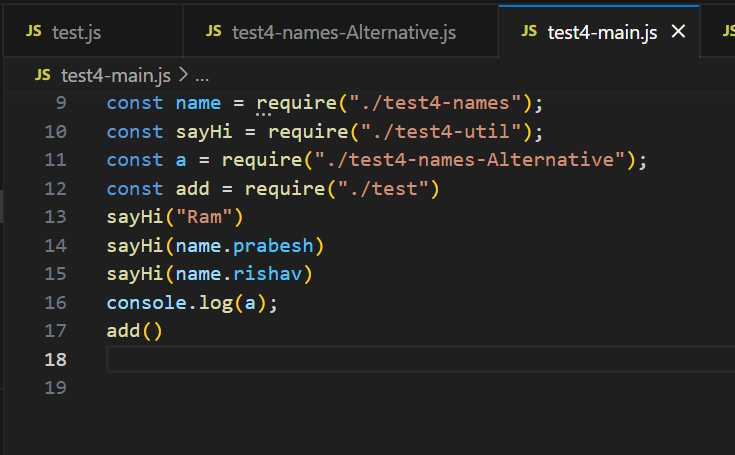 JS test.js JS test4-names-Alternative.js JS test4-main.js × JS
JS test4-main.js > ...
9 const name = require("./test4-names");
10 const sayHi = require("./test4-util");
11 const a = require("./test4-names-Alternative");
12 const add = require("./test")
13 sayHi("Ram")
14 sayHi(name.prabesh)
15 sayHi(name.rishav)
16 console.log(a);
17 add()
18
19